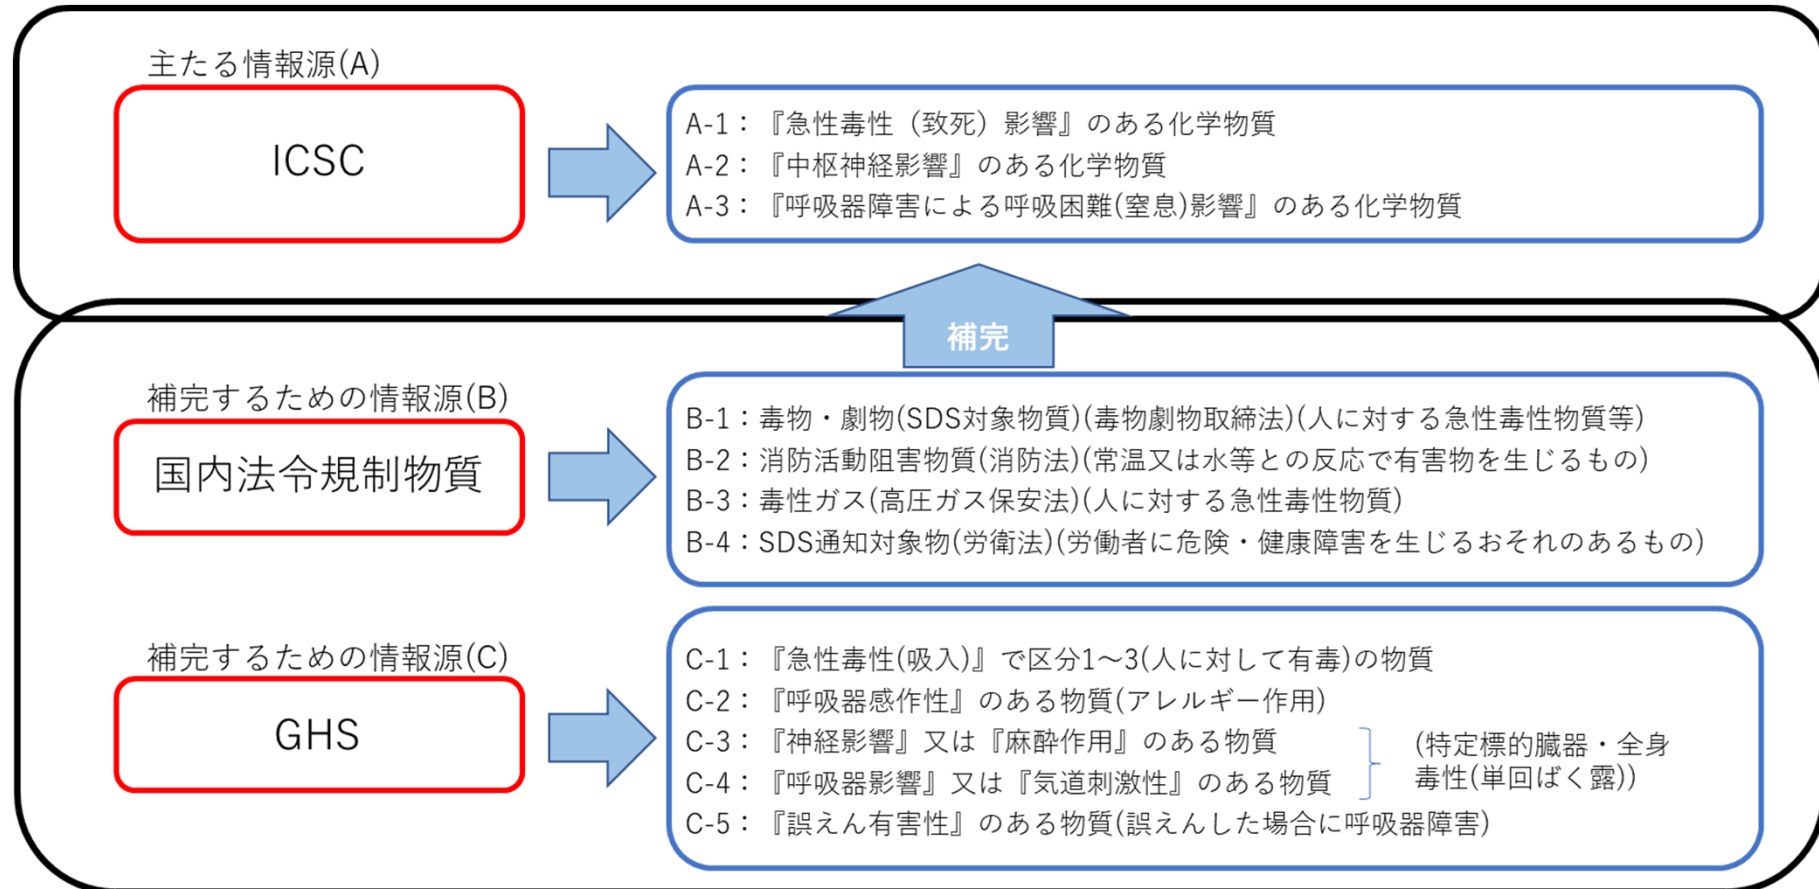 主たる情報源(A)
ICSC
A-1：『急性毒性（致死）影響』のある化学物質
A-2：『中枢神経影響』のある化学物質
A-3：『呼吸器障害による呼吸困難(窒息)影響』のある化学物質
補完
補完するための情報源(B)
国内法令規制物質
B-1：毒物・劇物(SDS対象物質)(毒物劇物取締法)(人に対する急性毒性物質等)
B-2：消防活動阻害物質(消防法)(常温又は水等との反応で有害物を生じるもの)
B-3：毒性ガス(高圧ガス保安法)(人に対する急性毒性物質)
B-4：SDS通知対象物(労衛法)(労働者に危険・健康障害を生じるおそれのあるもの)
補完するための情報源(C)
GHS
C-1：『急性毒性(吸入)』で区分1～3(人に対して有毒)の物質
C-2：『呼吸器感作性』のある物質(アレルギー作用)
C-3：『神経影響』又は『麻酔作用』のある物質
C-4：『呼吸器影響』又は『気道刺激性』のある物質
(特定標的臓器・全身
毒性(単回ばく露))
C-5：『誤えん有害性』のある物質(誤えんした場合に呼吸器障害)